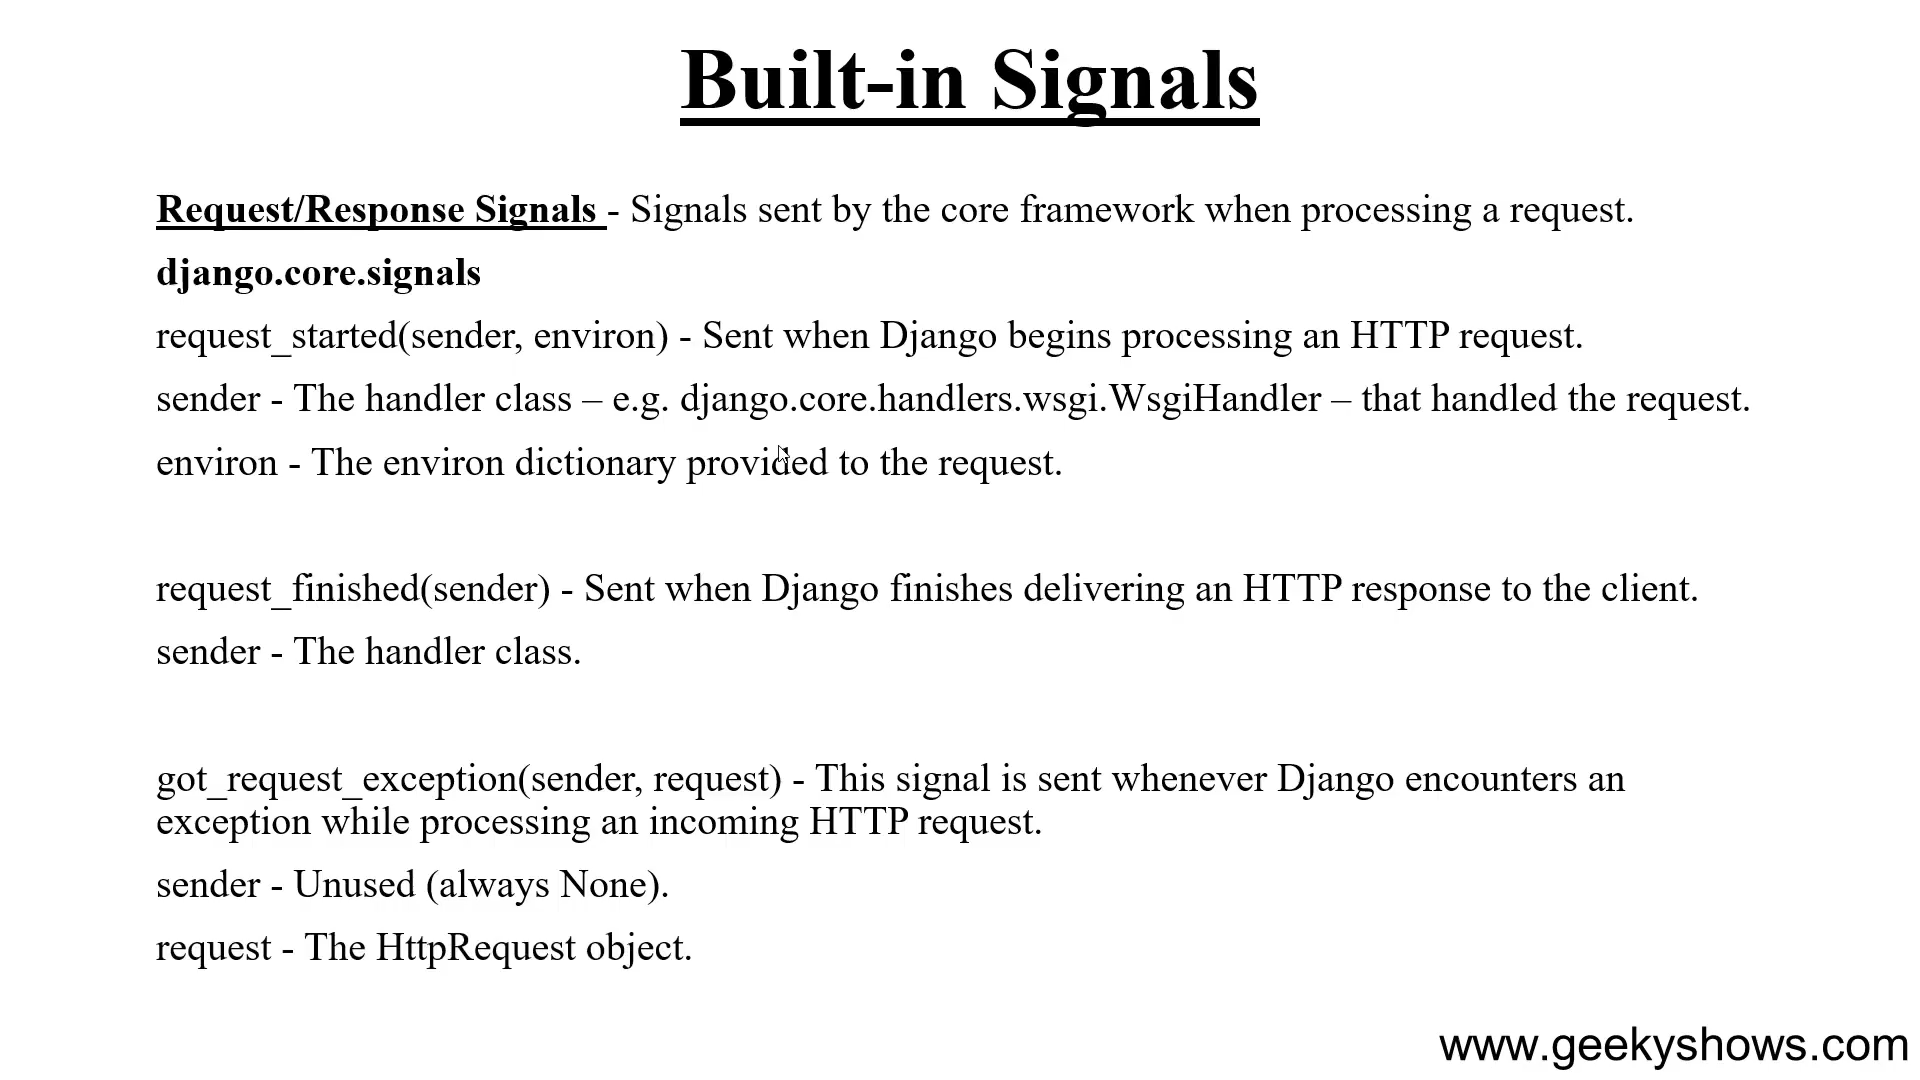 Built-in Signals
Request/Response Signals - Signals sent by the core framework when processing a request.
django.core.signals
request_started(sender, environ) - Sent when Django begins processing an HTTP request.
sender - The handler class – e.g. django.core.handlers.wsgi.WsgiHandler – that handled the request.
environ - The environ dictionary provided to the request.
request_finished(sender) - Sent when Django finishes delivering an HTTP response to the client.
sender - The handler class.
got_request_exception(sender, request) - This signal is sent whenever Django encounters an
exception while processing an incoming HTTP request.
sender - Unused (always None).
request - The HttpRequest object.
www.geekyshows.com